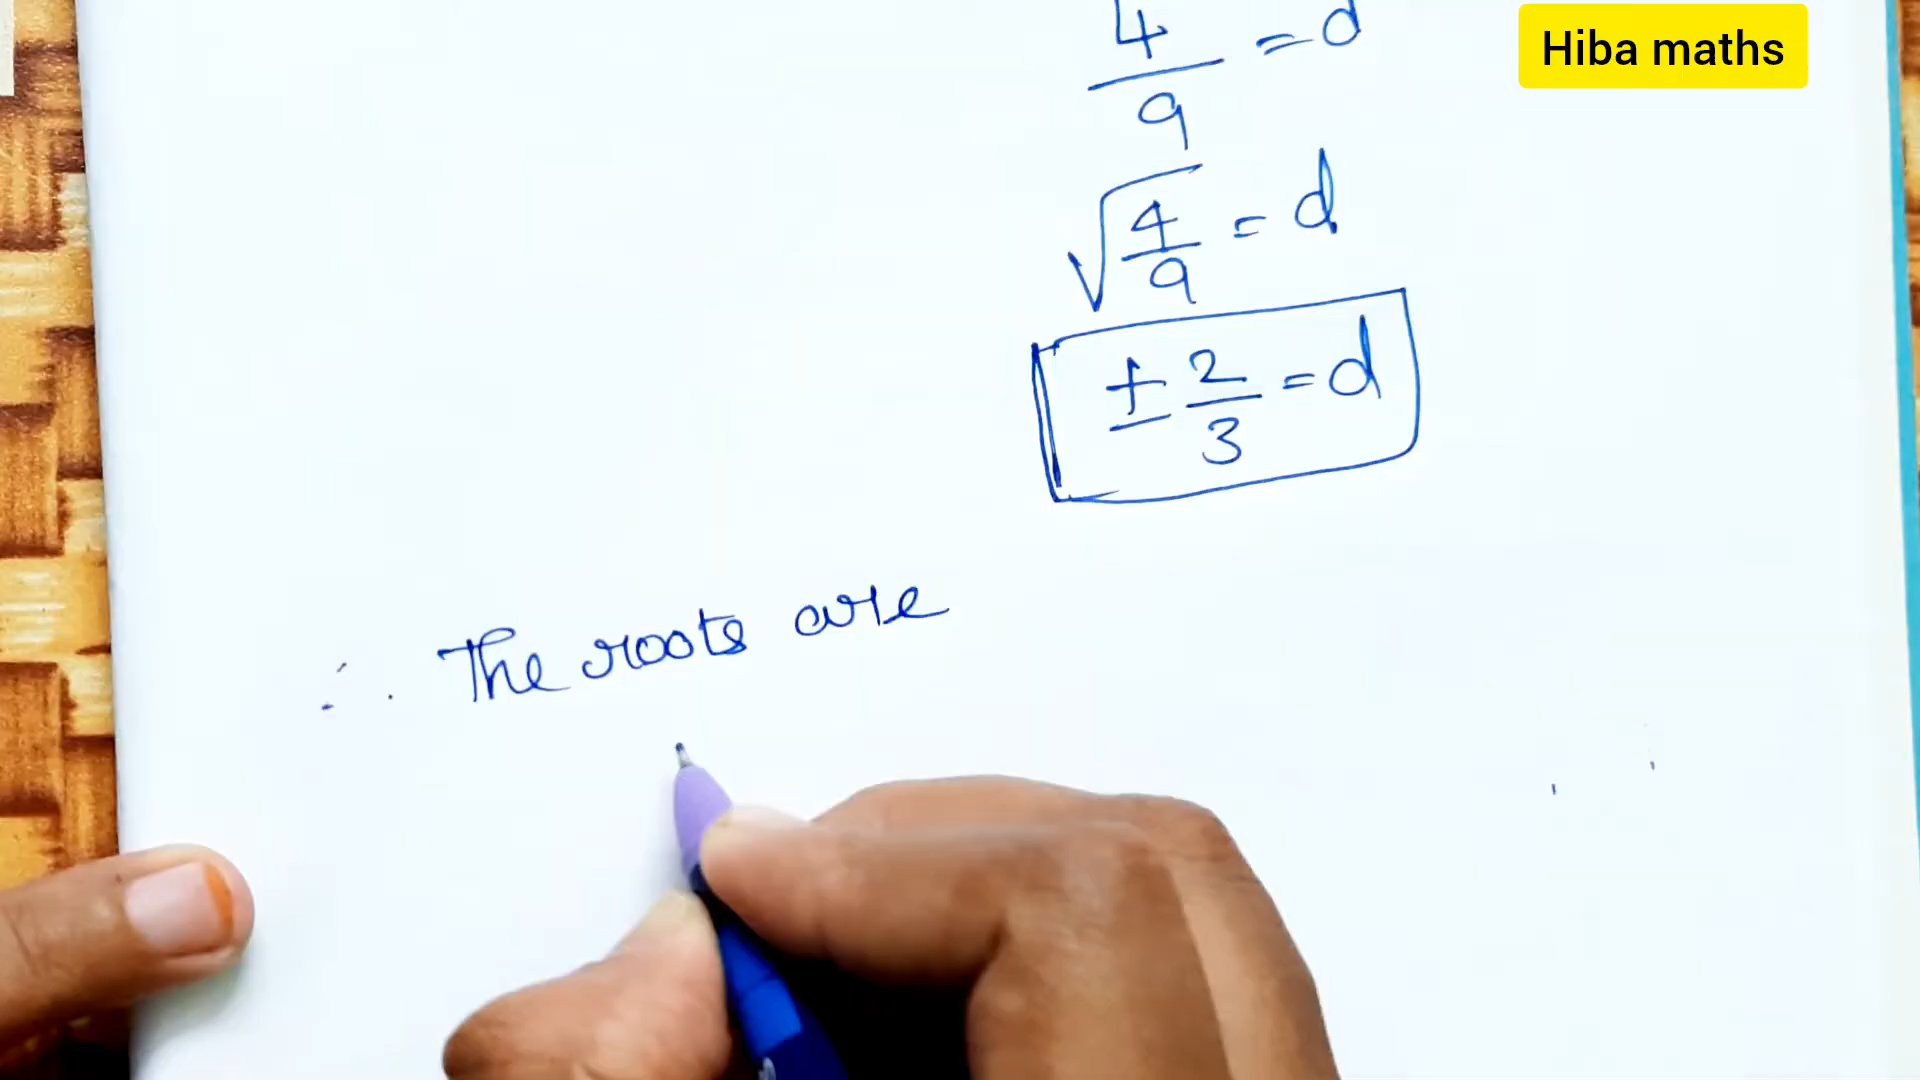 Hiba maths
4/9 = d
√4/9 = d
± 2/3 = d
∴ The roots are